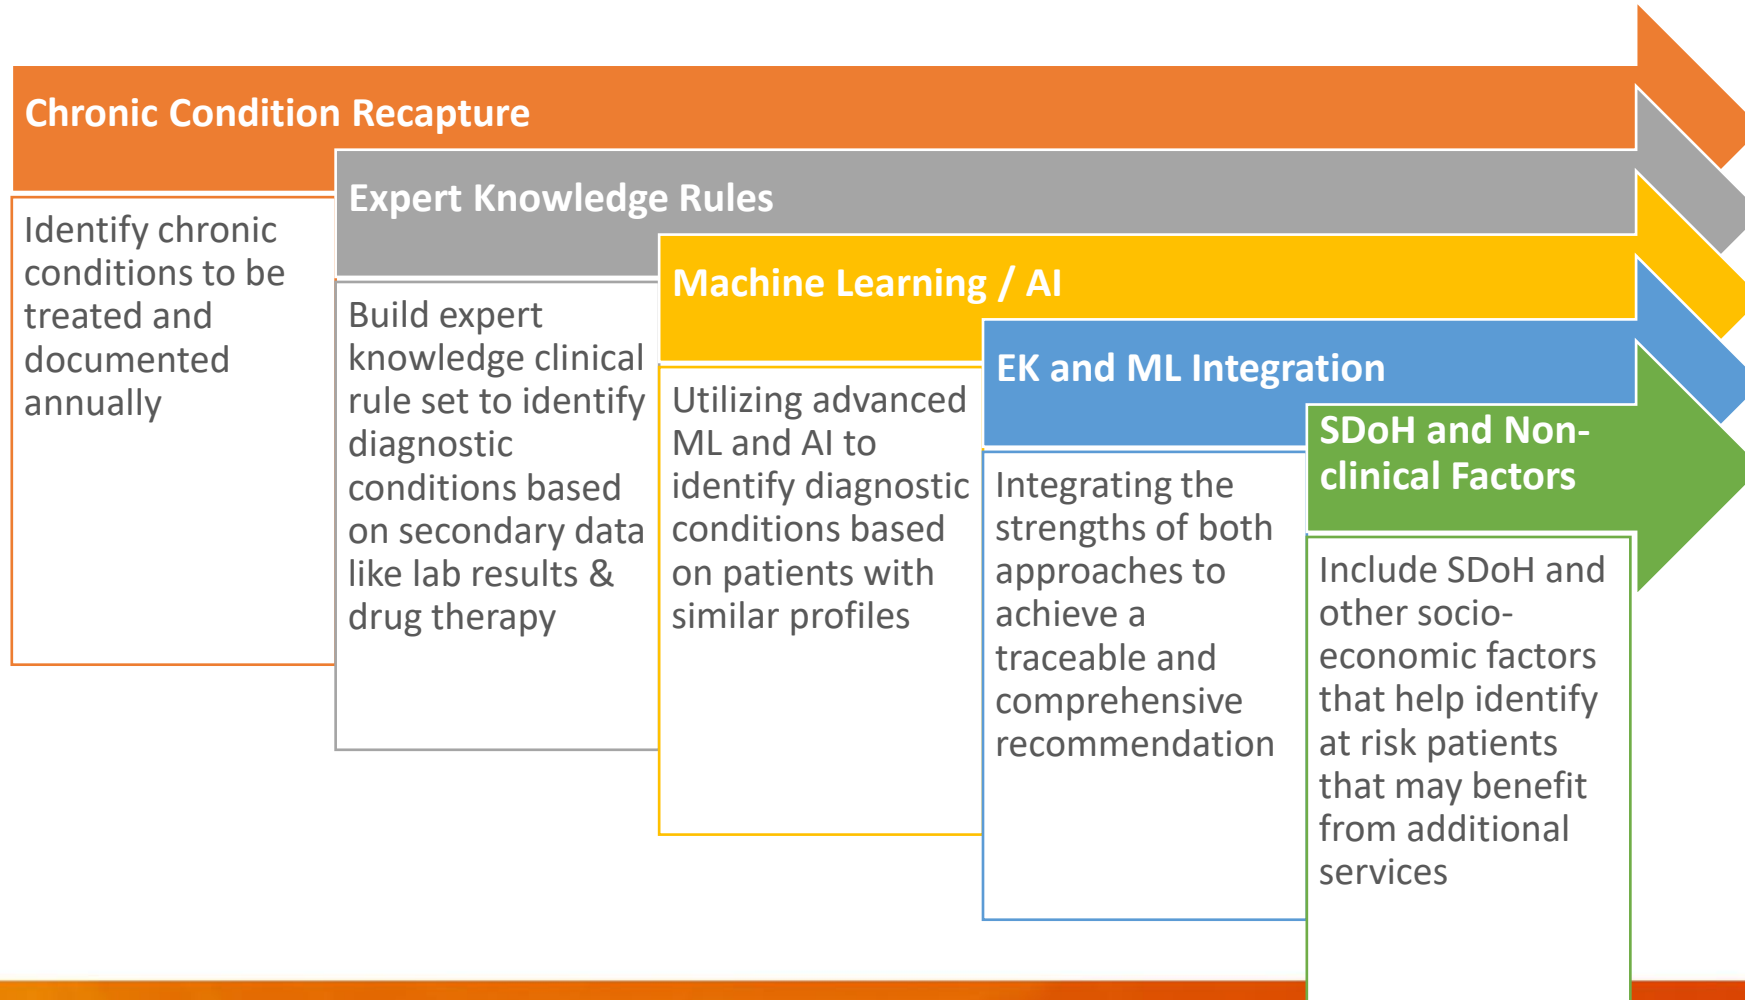 Chronic Condition Recapture
Identify chronic
conditions to be
treated and
documented
annually
Expert Knowledge Rules
Build expert
knowledge clinical
rule set to identify
diagnostic
conditions based
on secondary data
like lab results &
drug therapy
Machine Learning / AI
Utilizing advanced
ML and AI to
identify diagnostic
conditions based
on patients with
similar profiles
EK and ML Integration
Integrating the
strengths of both
approaches to
achieve a
traceable and
comprehensive
recommendation
SDoH and Non-
clinical Factors
Include SDoH and
other socio-
economic factors
that help identify
at risk patients
that may benefit
from additional
services